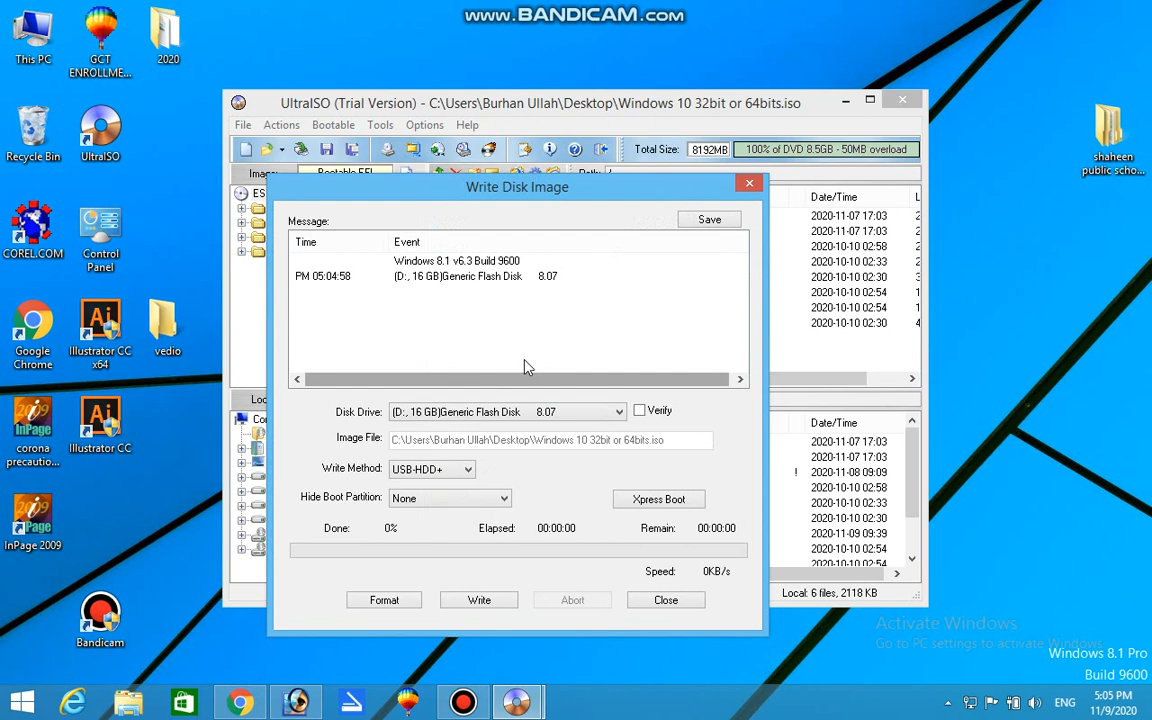 www.BANDICAM.com
This PC
GCT
ENROLLME...
2020
Recycle Bin
UltraISO
COREL.COM
Control
Panel
Google
Chrome
Illustrator CC
x64
vedio
corona
precautio...
Illustrator CC
InPage 2009
Bandicam
shaheen
public scho...
UltraISO (Trial Version) - C:\Users\Burhan Ullah\Desktop\Windows 10 32bit or 64bits.iso
File Actions Bootable Tools Options Help
Total Size: 8192MB 100% of DVD 8.5GB - 50MB overload
Date/Time
2020-11-07 17:03
2020-11-07 17:03
2020-10-10 02:58
2020-10-10 02:30
2020-10-10 02:33
2020-10-10 02:54
2020-10-10 02:54
2020-10-10 02:30
Date/Time
2020-11-07 17:03
2020-11-07 17:03
! 2020-11-08 09:09
2020-10-10 02:58
2020-10-10 02:33
2020-10-10 02:30
2020-10-10 02:30
2020-10-10 02:54
2020-10-10 02:54
Local: 6 files, 2118 KB
Write Disk Image
Message:
Save
Time Event
Windows 8.1 v6.3 Build 9600
PM 05:04:58 (D:, 16 GB)Generic Flash Disk 8.07
Disk Drive: (D:, 16 GB)Generic Flash Disk 8.07 Verify
Image File: C:\Users\Burhan Ullah\Desktop\Windows 10 32bit or 64bits.iso
Write Method: USB-HDD+
Hide Boot Partition: None Xpress Boot
Done: 0% Elapsed: 00:00:00 Remain: 00:00:00
Speed: 0KB/s
Format Write Abort Close
Activate Windows
Go to PC settings to activate Windows.
Windows 8.1 Pro
Build 9600
ENG
5:05 PM
11/9/2020